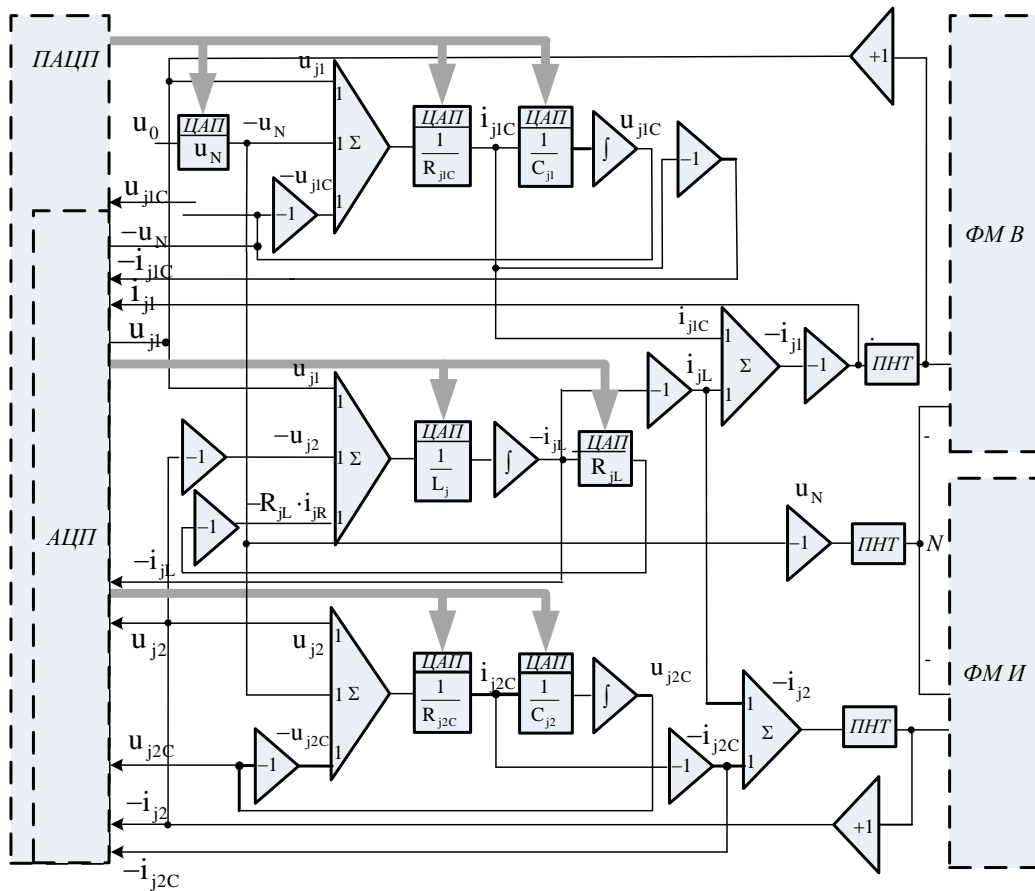 ПАЦП
АЦП
ФМ В
ФМ И
+1
u_j1
1
1
1
Σ
u_0
ЦАП
u_N
−u_N
−u_j1C
−1
ЦАП
1
R_j1C
i_j1C
ЦАП
1
C_j1
∫
u_j1C
−1
u_j1C
−u_N
−i_j1C
i_j1
u_j1
i_j1C
1
1
Σ
−i_j1
−1
ПНТ
u_j1
1
1
1
Σ
−u_j2
−1
−R_jL·i_jR
−1
ЦАП
1
L_j
∫
−i_jL
ЦАП
R_jL
−1
i_jL
u_N
−1
ПНТ
N
-
-
−i_jL
u_j2
u_j2
1
1
1
Σ
−u_j2C
−1
ЦАП
1
R_j2C
i_j2C
ЦАП
1
C_j2
∫
u_j2C
−1
−i_j2C
1
1
Σ
−i_j2
ПНТ
u_j2C
−i_j2
−i_j2C
+1